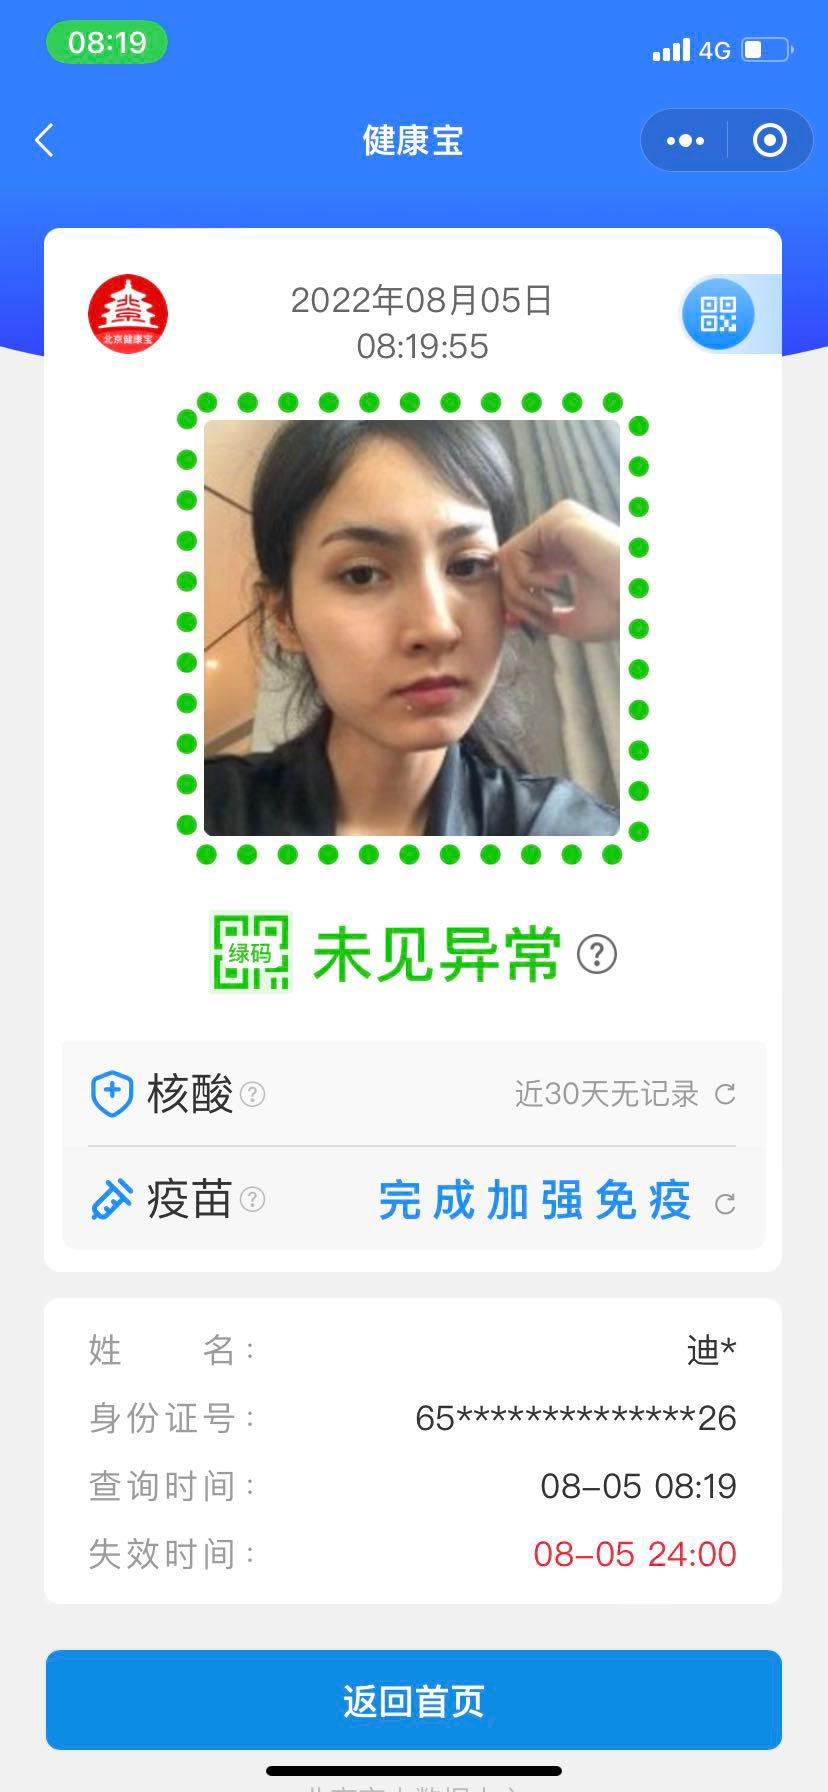 08:19
4G
健康宝
2022年08月05日
08:19:55
北京健康宝
绿码
未见异常 ?
核酸 ? 近30天无记录
疫苗 ? 完成加强免疫
姓名: 迪*
身份证号: 65**************26
查询时间: 08-05 08:19
失效时间: 08-05 24:00
返回首页